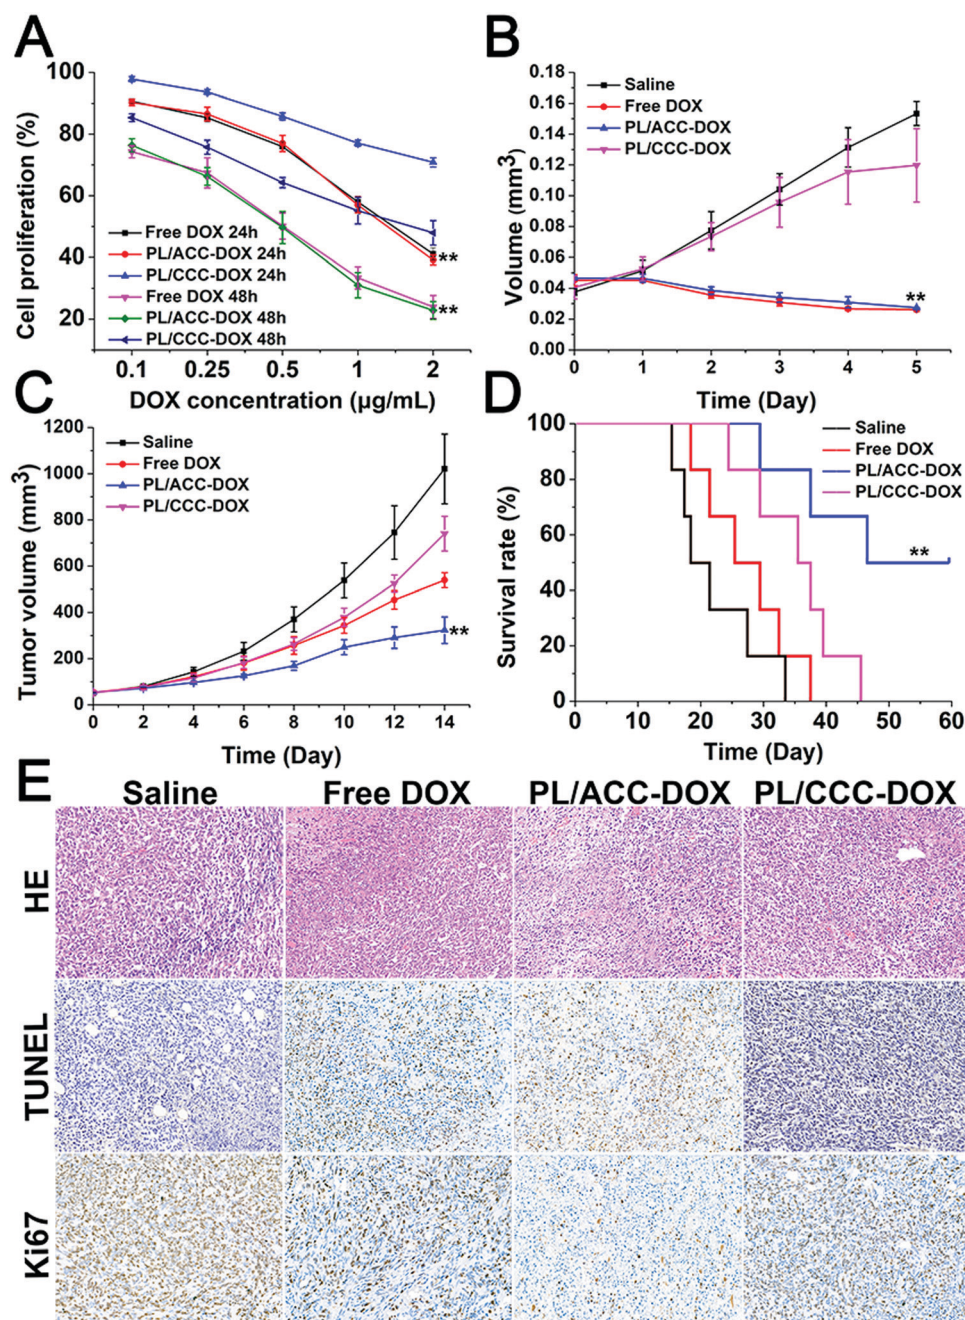 A
Cell proliferation (%)
100
80
60
40
20
Free DOX 24h
PL/ACC-DOX 24h
PL/CCC-DOX 24h
Free DOX 48h
PL/ACC-DOX 48h
PL/CCC-DOX 48h
**
**
0.1 0.25 0.5 1 2
DOX concentration (μg/mL)
B
Volume (mm³)
0.18
0.16
0.14
0.12
0.10
0.08
0.06
0.04
0.02
0.00
Saline
Free DOX
PL/ACC-DOX
PL/CCC-DOX
**
0 1 2 3 4 5
Time (Day)
C
Tumor volume (mm³)
1200
1000
800
600
400
200
0
Saline
Free DOX
PL/ACC-DOX
PL/CCC-DOX
**
0 2 4 6 8 10 12 14
Time (Day)
D
Survival rate (%)
100
80
60
40
20
0
Saline
Free DOX
PL/ACC-DOX
PL/CCC-DOX
**
0 10 20 30 40 50 60
Time (Day)
E
Saline Free DOX PL/ACC-DOX PL/CCC-DOX
HE
TUNEL
Ki67